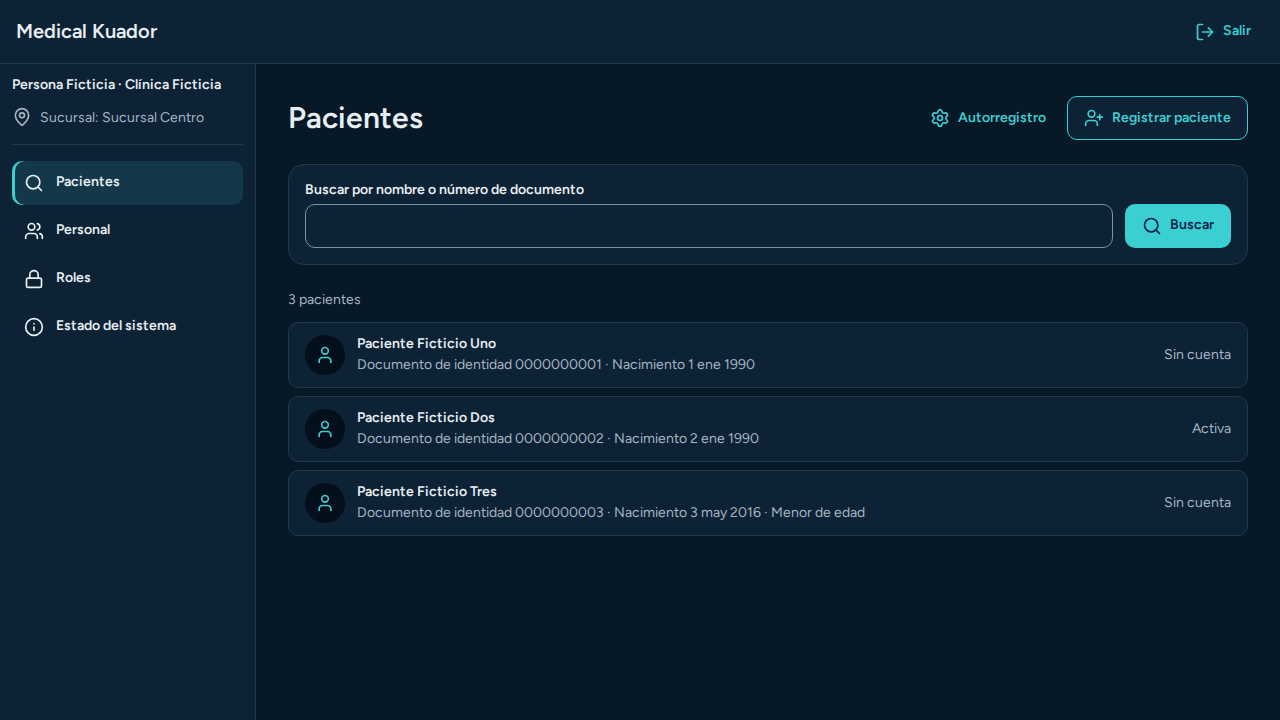 Medical Kuador
Salir
Persona Ficticia · Clínica Ficticia
Sucursal: Sucursal Centro
Pacientes
Personal
Roles
Estado del sistema
Pacientes
Autorregistro
Registrar paciente
Buscar por nombre o número de documento
Buscar
3 pacientes
Paciente Ficticio Uno
Documento de identidad 0000000001 · Nacimiento 1 ene 1990
Sin cuenta
Paciente Ficticio Dos
Documento de identidad 0000000002 · Nacimiento 2 ene 1990
Activa
Paciente Ficticio Tres
Documento de identidad 0000000003 · Nacimiento 3 may 2016 · Menor de edad
Sin cuenta